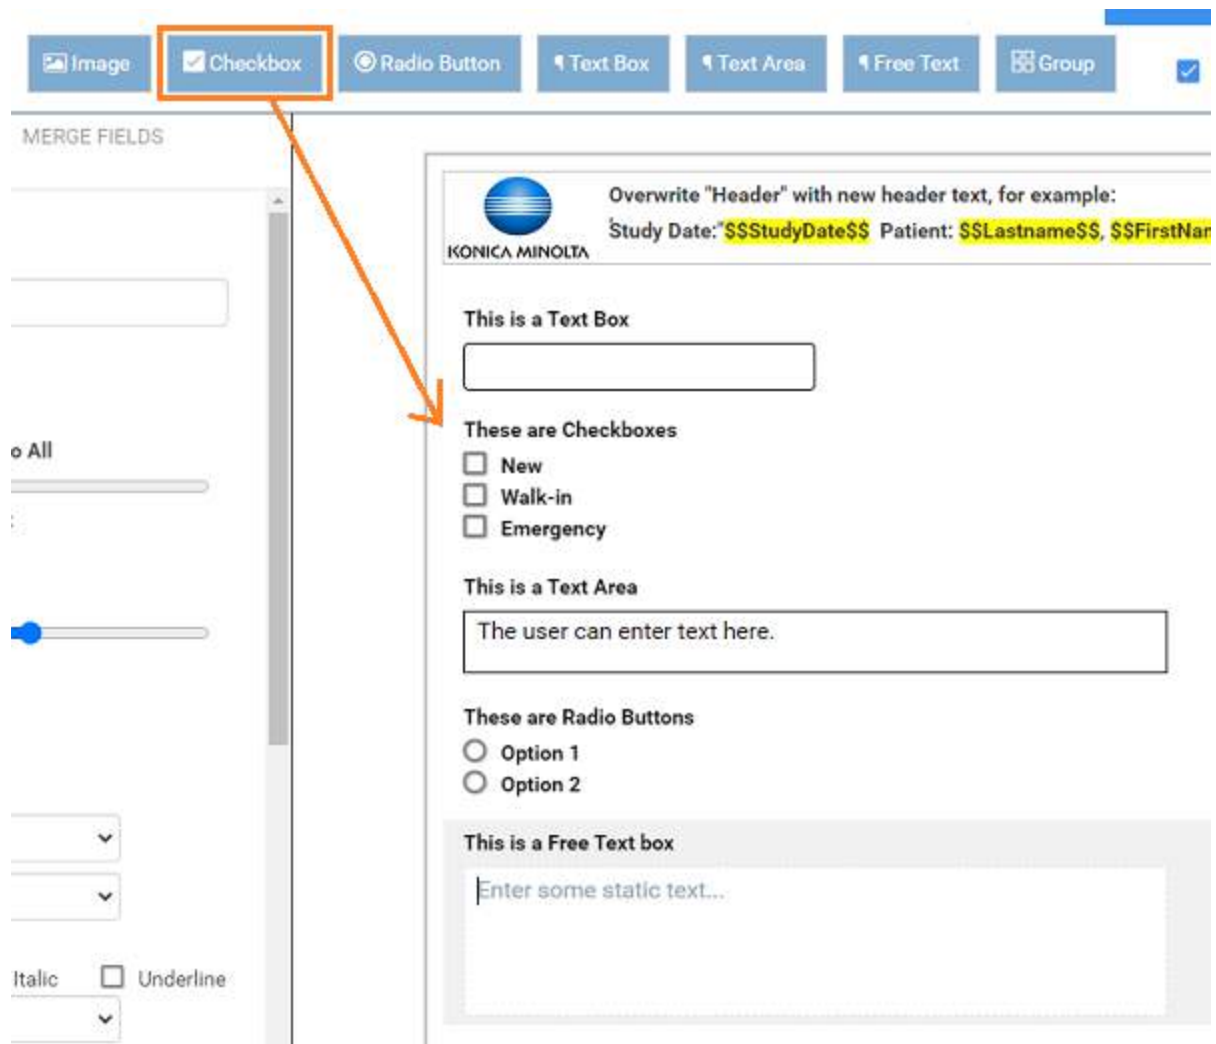 Image Checkbox Radio Button ¶ Text Box ¶ Text Area ¶ Free Text Group
MERGE FIELDS
Overwrite "Header" with new header text, for example:
Study Date:"$$StudyDate$$ Patient: $$Lastname$$, $$FirstNar
KONICA MINOLTA
This is a Text Box
These are Checkboxes
o All
New
Walk-in
Emergency
This is a Text Area
The user can enter text here.
These are Radio Buttons
Option 1
Option 2
This is a Free Text box
Enter some static text...
Italic Underline